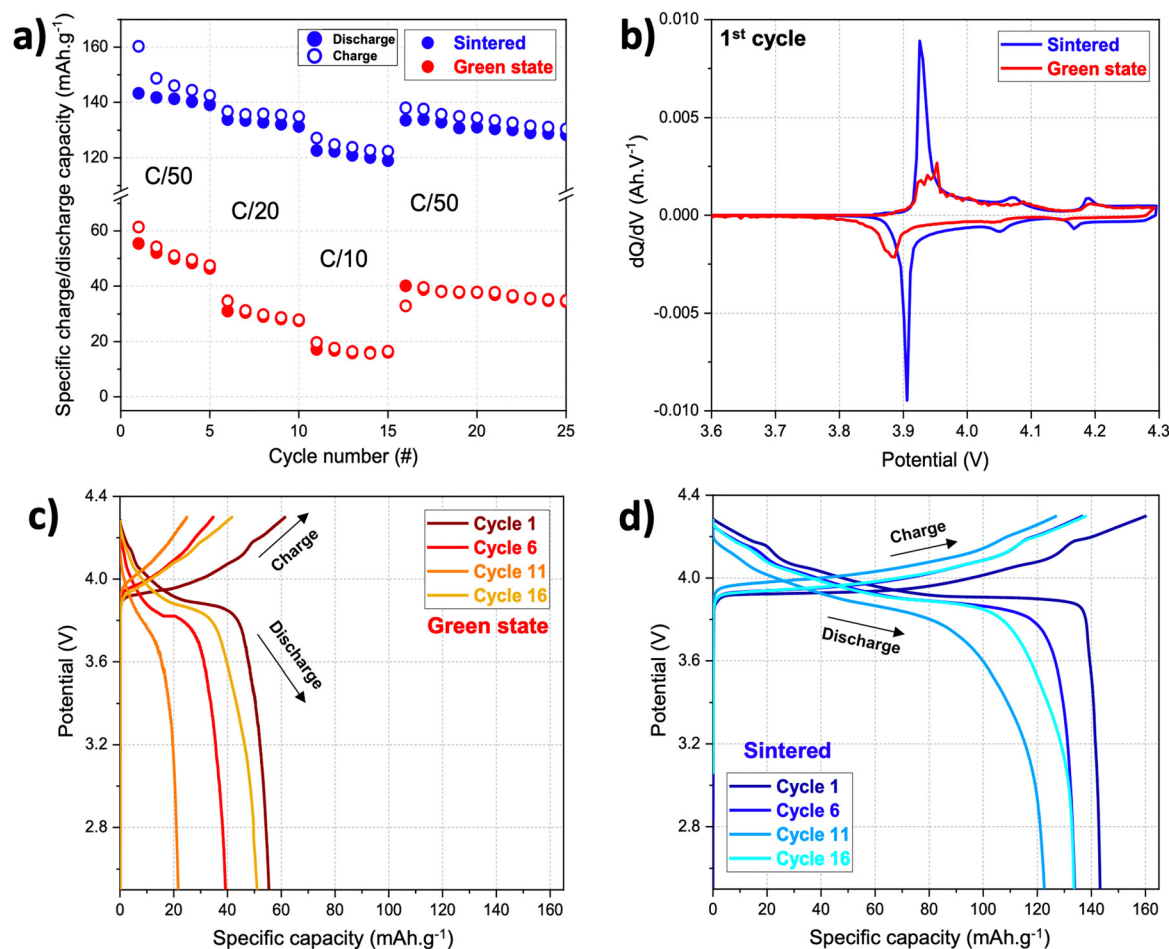 a)
Specific charge/discharge capacity (mAh.g⁻¹)
160
140
120
60
40
20
0
Discharge
Charge
Sintered
Green state
C/50
C/20
C/10
C/50
0
5
10
15
20
25
Cycle number (#)
b)
1st cycle
Sintered
Green state
dQ/dV (Ah.V⁻¹)
0.010
0.005
0.000
-0.005
-0.010
3.6
3.7
3.8
3.9
4.0
4.1
4.2
4.3
Potential (V)
c)
Potential (V)
4.4
4.0
3.6
3.2
2.8
Charge
Discharge
Cycle 1
Cycle 6
Cycle 11
Cycle 16
Green state
0
20
40
60
80
100
120
140
160
Specific capacity (mAh.g⁻¹)
d)
Potential (V)
4.4
4.0
3.6
3.2
2.8
Charge
Discharge
Sintered
Cycle 1
Cycle 6
Cycle 11
Cycle 16
0
20
40
60
80
100
120
140
160
Specific capacity (mAh.g⁻¹)